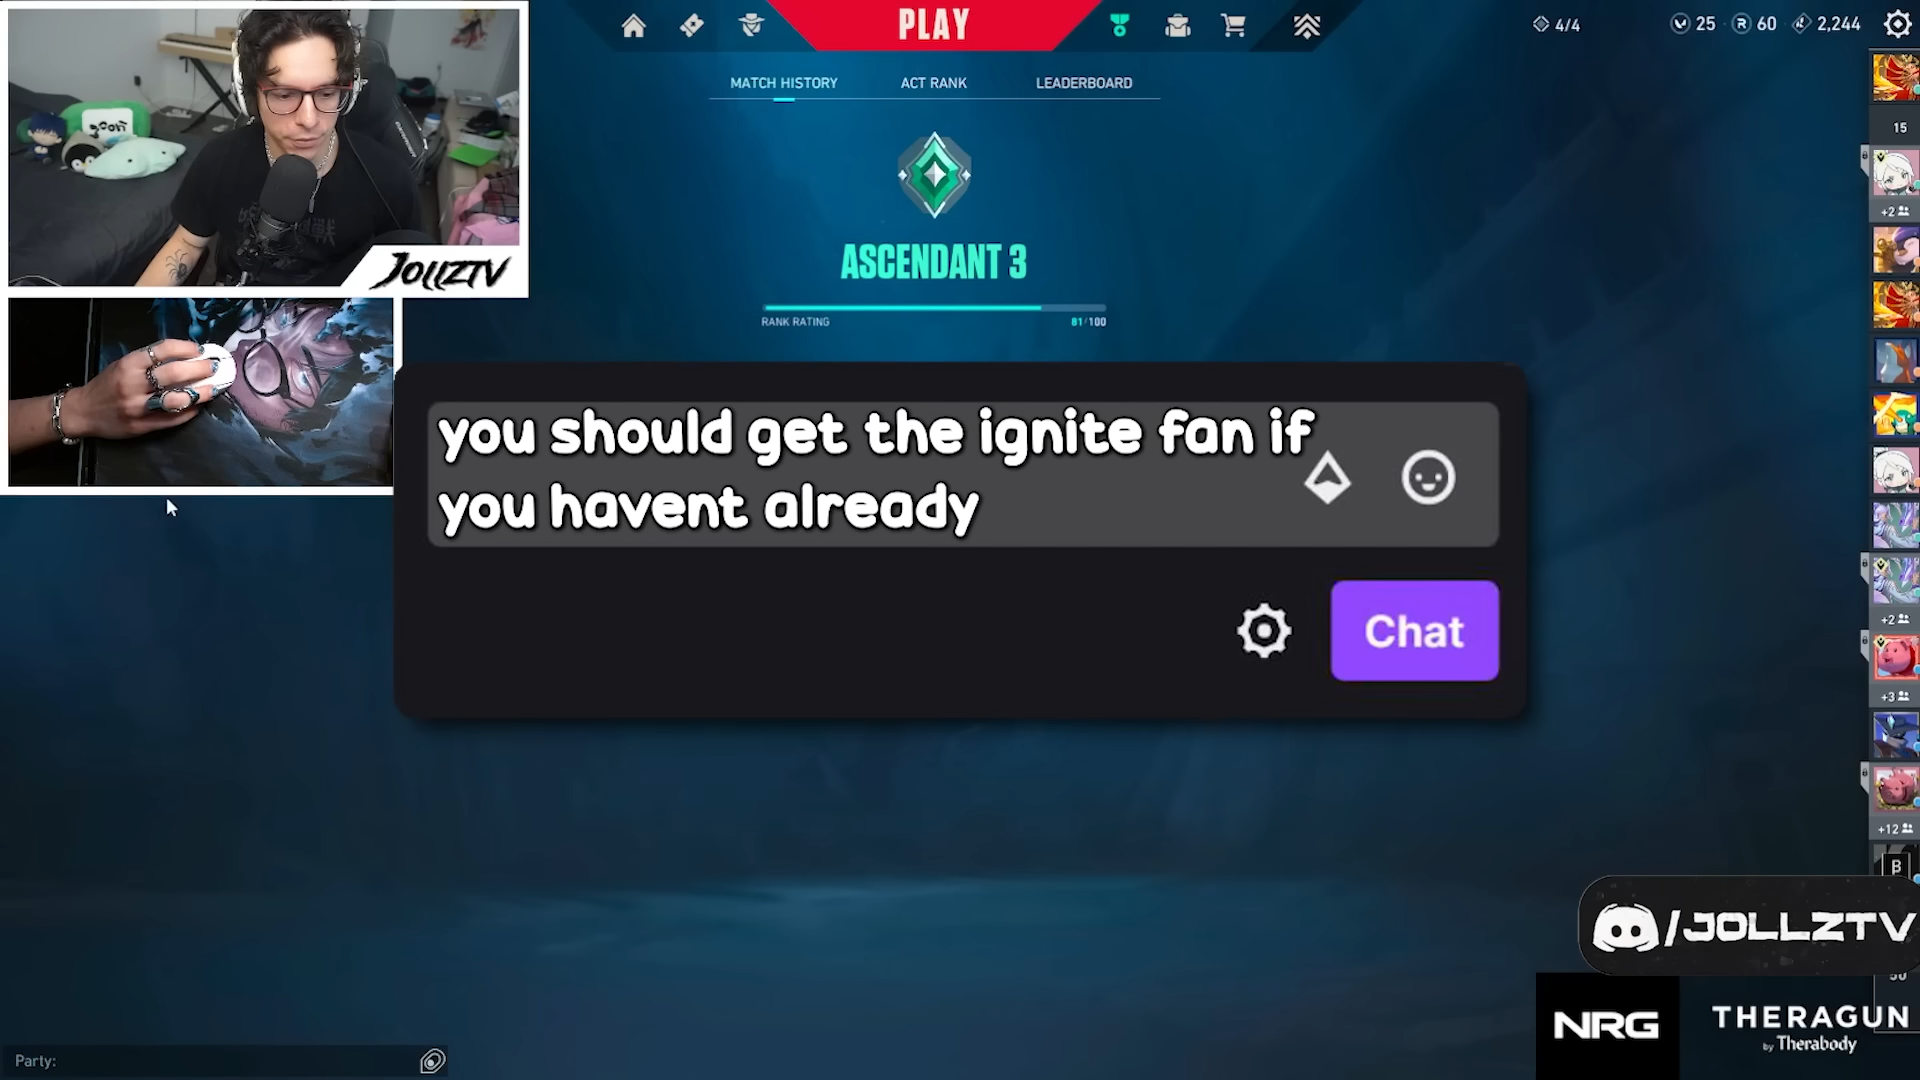 PLAY
4/4
25
60
2,244
MATCH HISTORY
ACT RANK
LEADERBOARD
15
+2
ASCENDANT 3
RANK RATING
81/100
JOLLZTV
you should get the ignite fan if
you havent already
Chat
+2
+3
+12
B
/JOLLZTV
NRG
THERAGUN
by Therabody
Party: